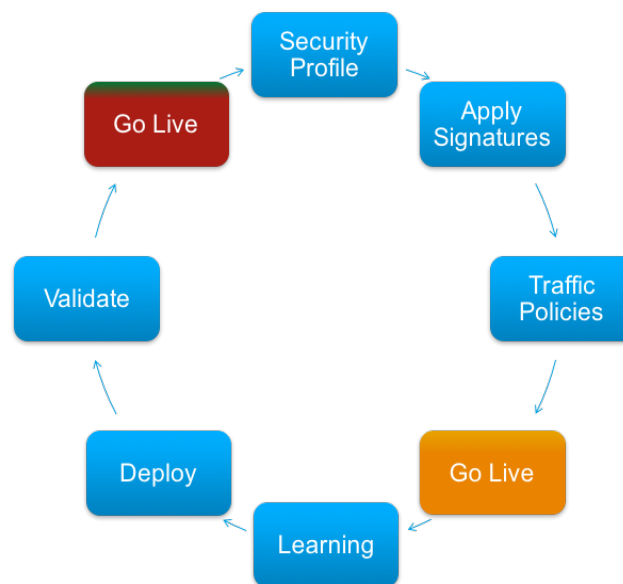 Security
Profile
Apply
Signatures
Traffic
Policies
Go Live
Learning
Deploy
Validate
Go Live